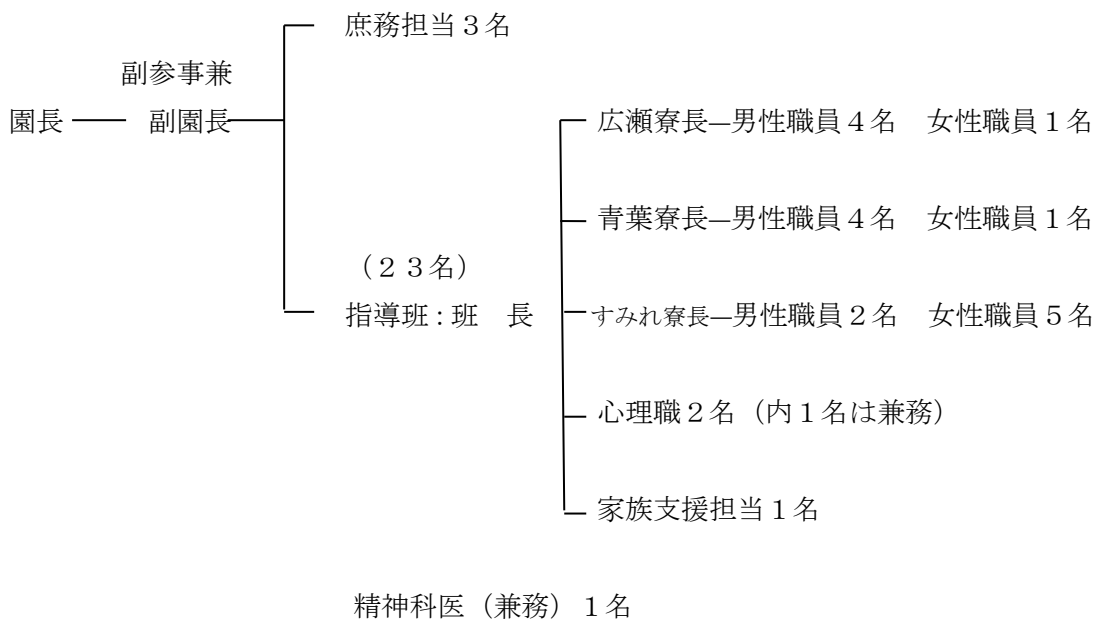 庶務担当３名
副参事兼
園長 副園長 広瀬寮長―男性職員４名　女性職員１名
青葉寮長―男性職員４名　女性職員１名
（２３名）
指導班：班　長 すみれ寮長―男性職員２名　女性職員５名
心理職２名（内１名は兼務）
家族支援担当１名
精神科医（兼務）１名